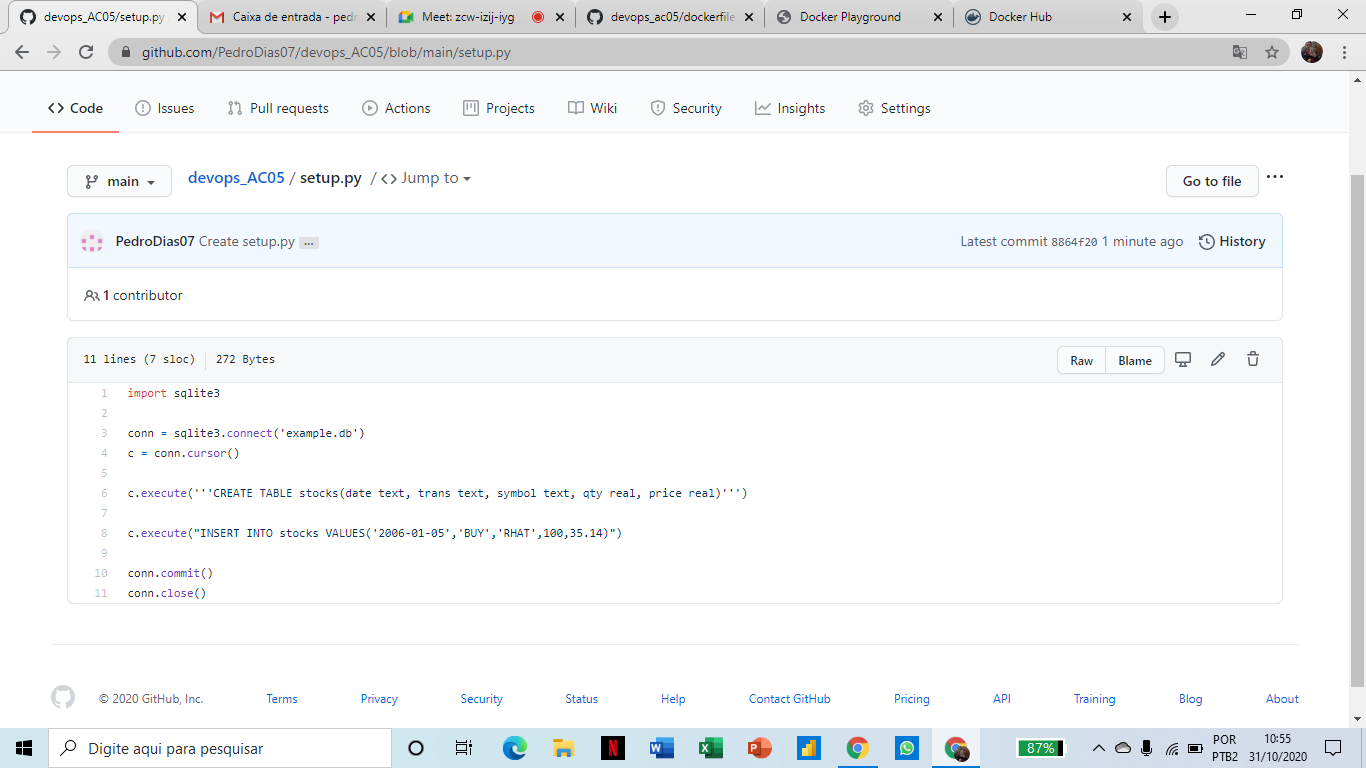 devops_AC05/setup.py
Caixa de entrada - ped
Meet: zcw-izij-iyg
devops_ac05/dockerfile
Docker Playground
Docker Hub
github.com/PedroDias07/devops_AC05/blob/main/setup.py
Code Issues Pull requests Actions Projects Wiki Security Insights Settings
main devops_AC05 / setup.py / <> Jump to Go to file ...
PedroDias07 Create setup.py ... Latest commit 8864f20 1 minute ago History
1 contributor
11 lines (7 sloc) 272 Bytes Raw Blame
1 import sqlite3
2
3 conn = sqlite3.connect('example.db')
4 c = conn.cursor()
5
6 c.execute('''CREATE TABLE stocks(date text, trans text, symbol text, qty real, price real)''')
7
8 c.execute("INSERT INTO stocks VALUES('2006-01-05','BUY','RHAT',100,35.14)")
9
10 conn.commit()
11 conn.close()
© 2020 GitHub, Inc. Terms Privacy Security Status Help Contact GitHub Pricing API Training Blog About
Digite aqui para pesquisar
87%
POR
PTB2
10:55
31/10/2020